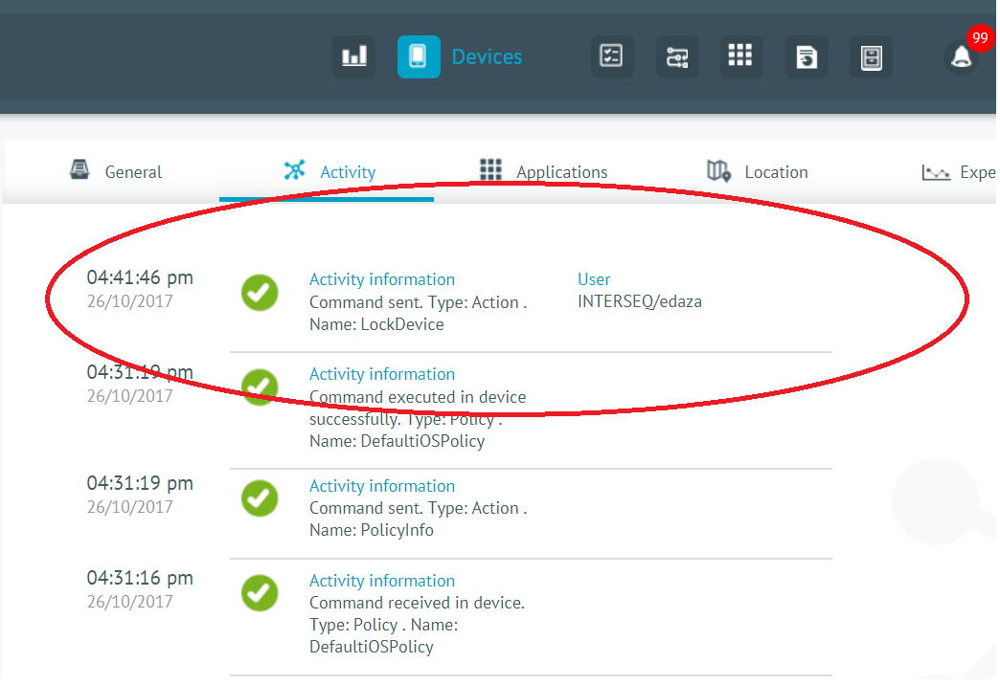 99
Devices
General
Activity
Applications
Location
Expe
04:41:46 pm
26/10/2017
Activity information
Command sent. Type: Action .
Name: LockDevice
User
INTERSEQ/edaza
04:31:19 pm
26/10/2017
Activity information
Command executed in device
successfully. Type: Policy .
Name: DefaultiOSPolicy
04:31:19 pm
26/10/2017
Activity information
Command sent. Type: Action .
Name: PolicyInfo
04:31:16 pm
26/10/2017
Activity information
Command received in device.
Type: Policy . Name:
DefaultiOSPolicy